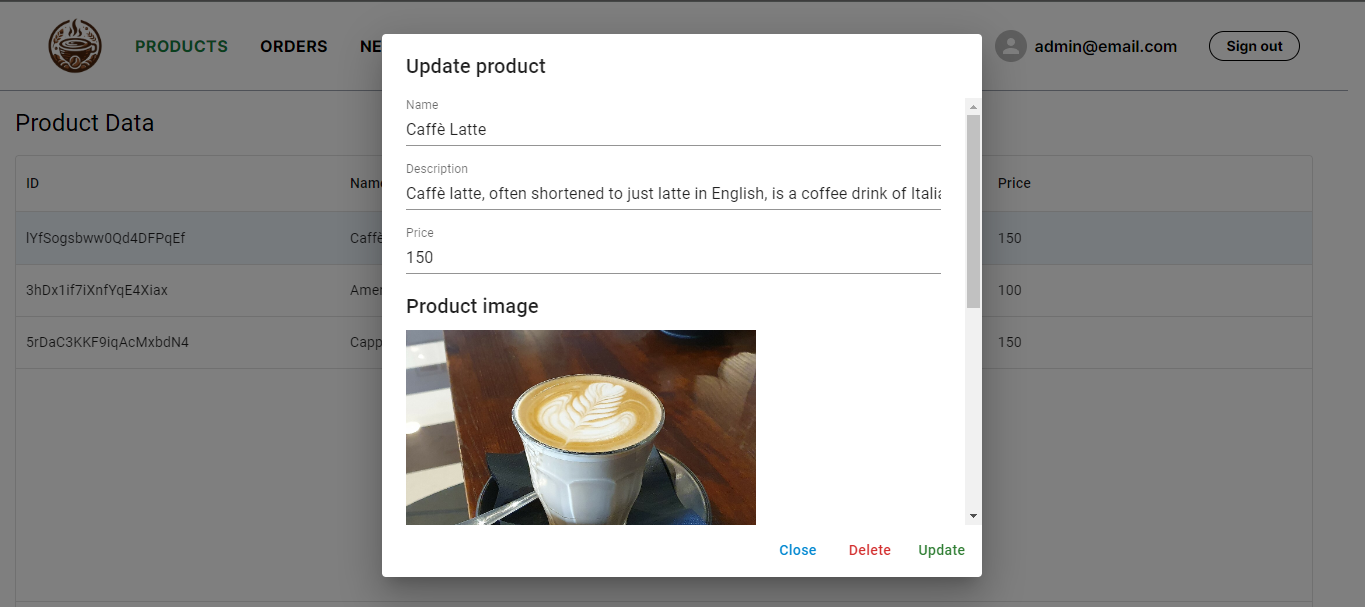 PRODUCTS ORDERS NE
admin@email.com Sign out
Product Data
ID Name Price
lYfSogsbww0Qd4DFPqEf Caffè 150
3hDx1if7iXnfYqE4Xiax Amer 100
5rDaC3KKF9iqAcMxbdN4 Capp 150
Update product
Name
Caffè Latte
Description
Caffè latte, often shortened to just latte in English, is a coffee drink of Italia
Price
150
Product image
Close Delete Update